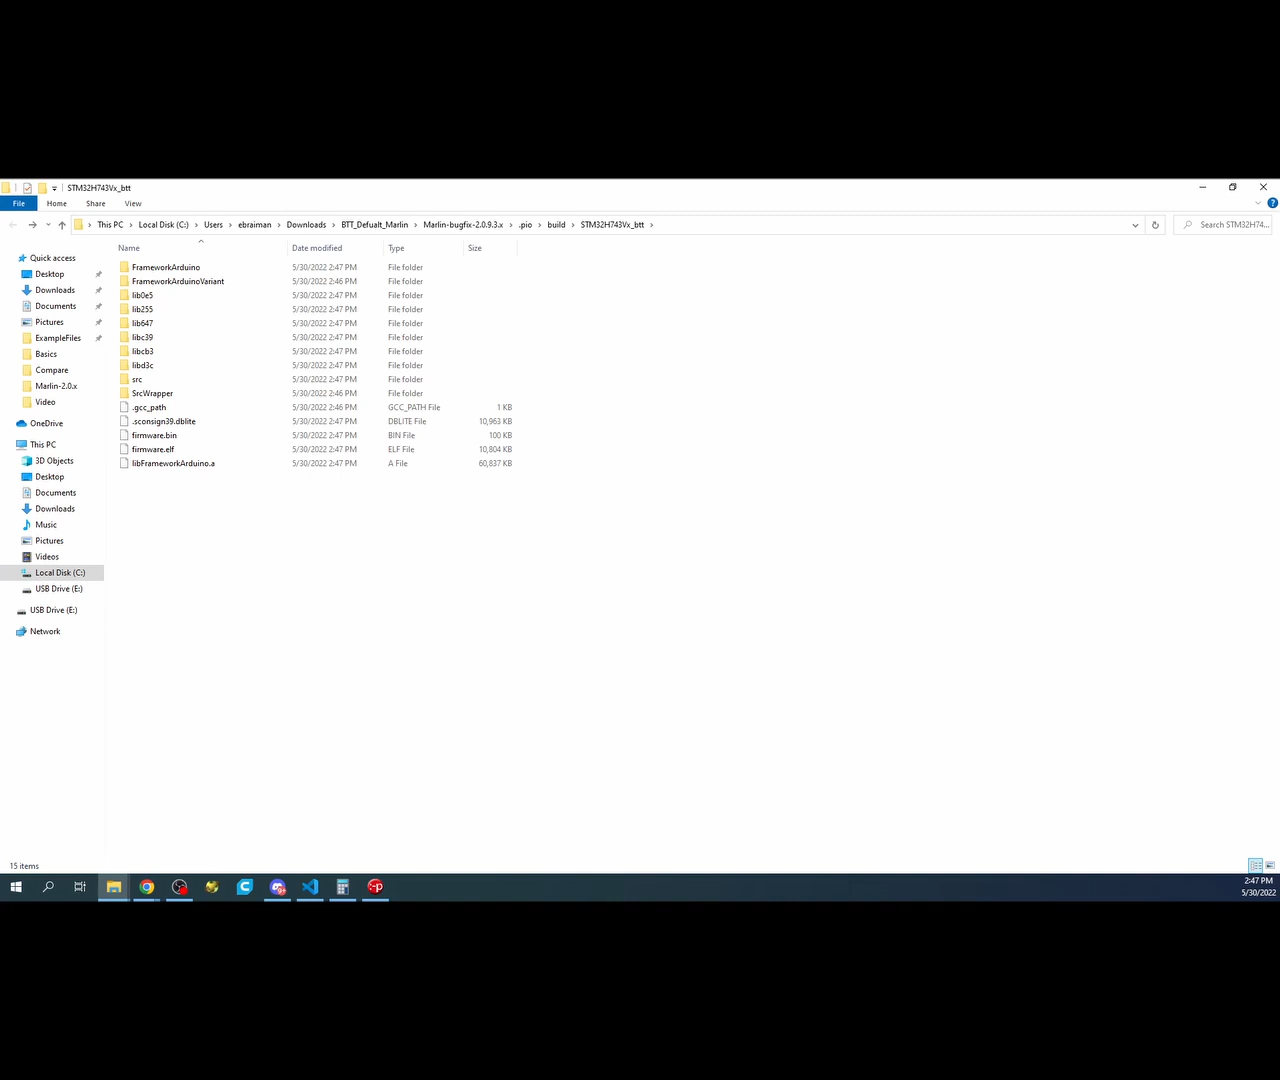 STM32H743Vx_btt
File Home Share View
This PC Local Disk (C:) Users ebraiman Downloads BTT_Defualt_Marlin Marlin-bugfix-2.0.9.3.x .pio build STM32H743Vx_btt Search STM32H74...
Name Date modified Type Size
Quick access
Desktop
Downloads
Documents
Pictures
ExampleFiles
Basics
Compare
Marlin-2.0.x
Video
OneDrive
This PC
3D Objects
Desktop
Documents
Downloads
Music
Pictures
Videos
Local Disk (C:)
USB Drive (E:)
USB Drive (E:)
Network
FrameworkArduino 5/30/2022 2:47 PM File folder
FrameworkArduinoVariant 5/30/2022 2:46 PM File folder
lib0e5 5/30/2022 2:47 PM File folder
lib255 5/30/2022 2:47 PM File folder
lib647 5/30/2022 2:47 PM File folder
libc39 5/30/2022 2:47 PM File folder
libcb3 5/30/2022 2:47 PM File folder
libd3c 5/30/2022 2:47 PM File folder
src 5/30/2022 2:47 PM File folder
SrcWrapper 5/30/2022 2:46 PM File folder
.gcc_path 5/30/2022 2:46 PM GCC_PATH File 1 KB
.sconsign39.dblite 5/30/2022 2:47 PM DBLITE File 10,963 KB
firmware.bin 5/30/2022 2:47 PM BIN File 100 KB
firmware.elf 5/30/2022 2:47 PM ELF File 10,804 KB
libFrameworkArduino.a 5/30/2022 2:47 PM A File 60,837 KB
15 items
2:47 PM
5/30/2022